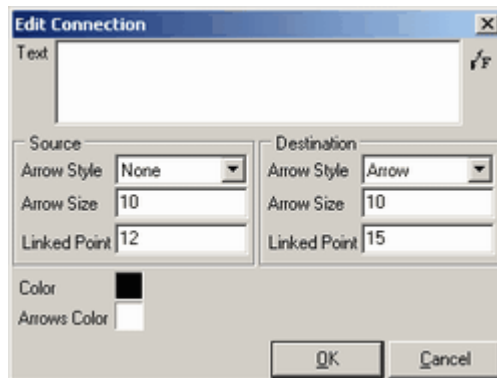 Edit Connection
Text
Source
Arrow Style None
Arrow Size 10
Linked Point 12
Destination
Arrow Style Arrow
Arrow Size 10
Linked Point 15
Color
Arrows Color
OK
Cancel